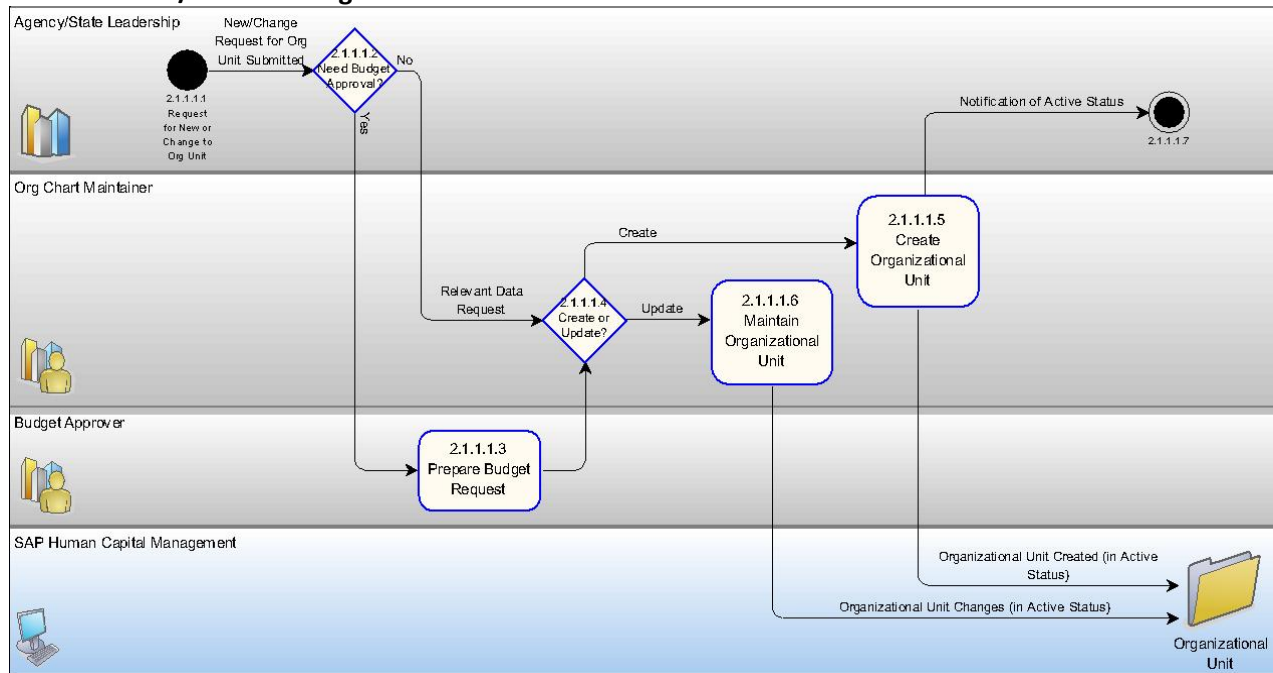 Agency/State Leadership
New/Change
Request for Org
Unit Submitted
2.1.1.1.2
Need Budget
Approval?
No
Yes
2.1.1.1.1
Request
for New or
Change to
Org Unit
Notification of Active Status
2.1.1.1.7
Org Chart Maintainer
2.1.1.1.5
Create
Organizational
Unit
Create
Relevant Data
Request
2.1.1.1.4
Create or
Update?
Update
2.1.1.1.6
Maintain
Organizational
Unit
Budget Approver
2.1.1.1.3
Prepare Budget
Request
SAP Human Capital Management
Organizational Unit Created (in Active
Status}
Organizational Unit Changes (in Active Status}
Organizational
Unit